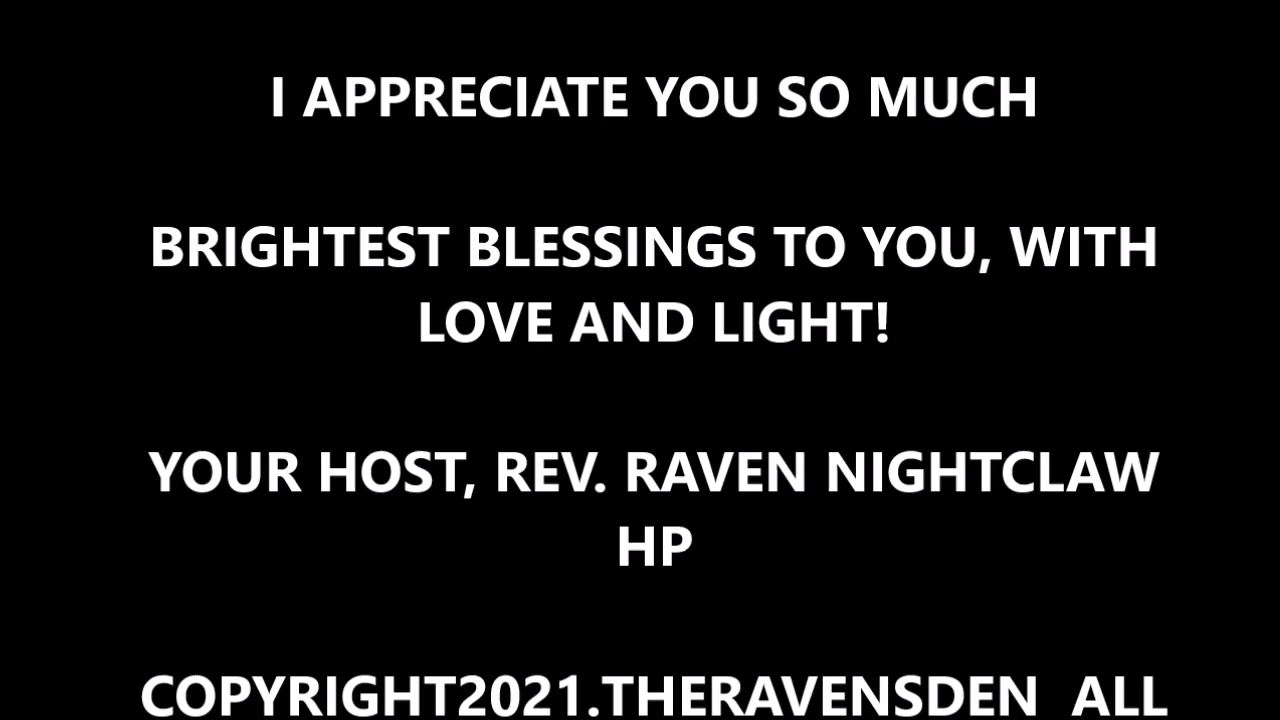 I APPRECIATE YOU SO MUCH
BRIGHTEST BLESSINGS TO YOU, WITH
LOVE AND LIGHT!
YOUR HOST, REV. RAVEN NIGHTCLAW
HP
COPYRIGHT2021.THERAVENSDEN  ALL